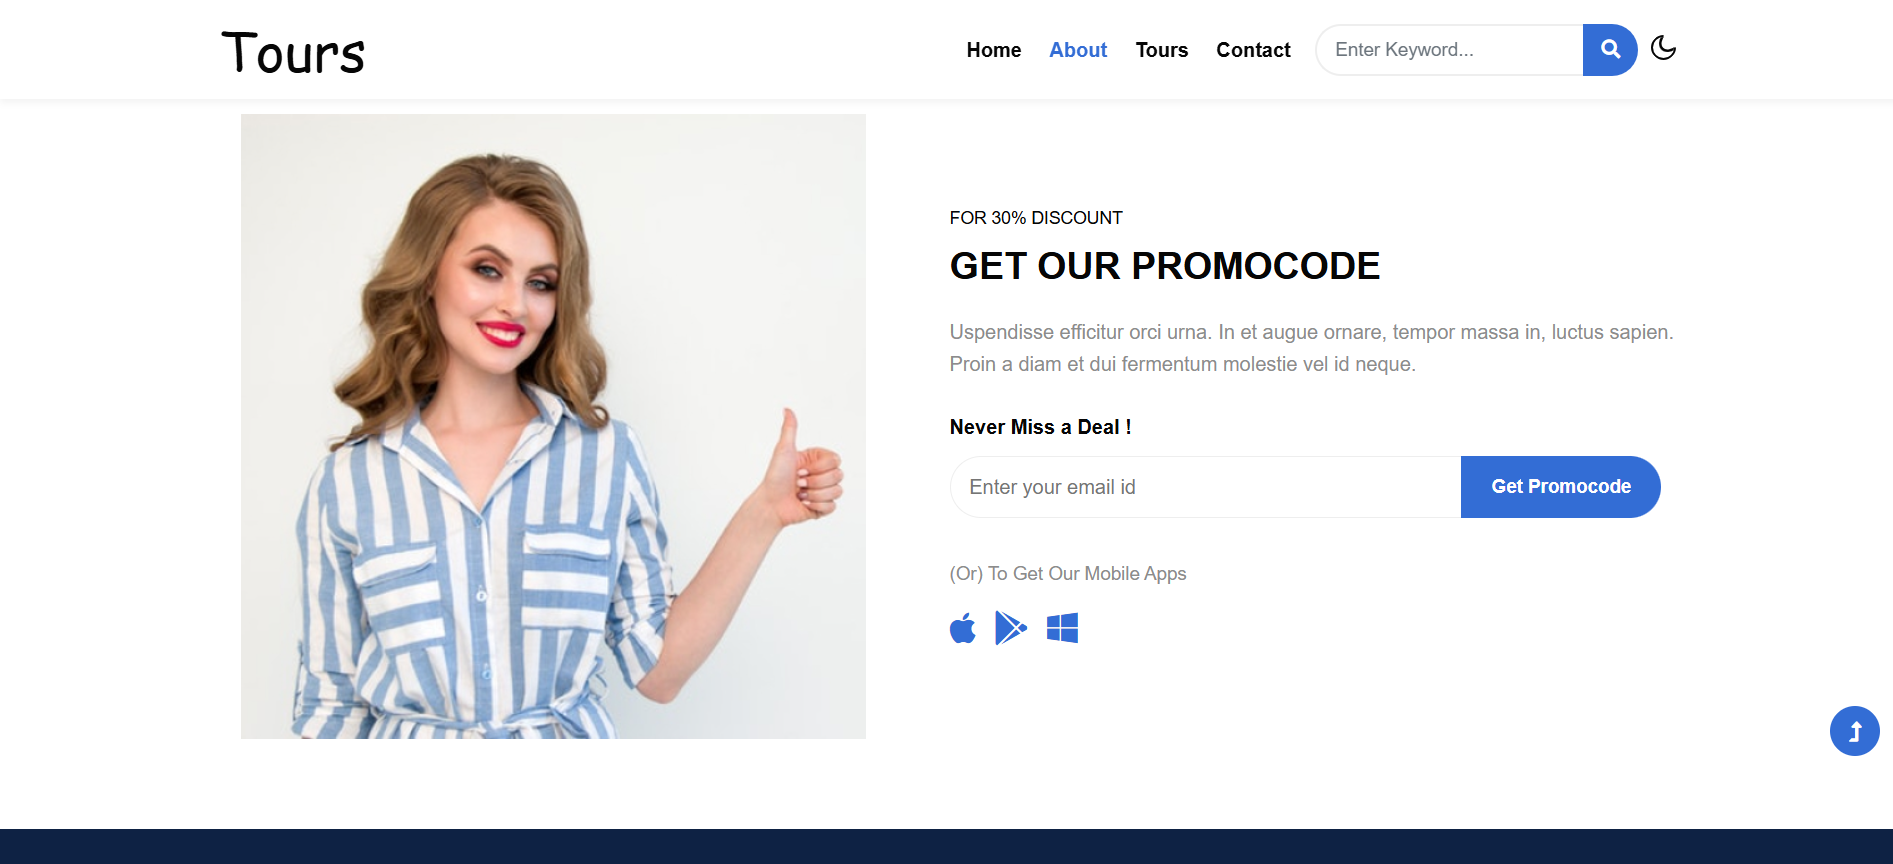 Tours
Home About Tours Contact Enter Keyword...
FOR 30% DISCOUNT
GET OUR PROMOCODE
Uspendisse efficitur orci urna. In et augue ornare, tempor massa in, luctus sapien.
Proin a diam et dui fermentum molestie vel id neque.
Never Miss a Deal !
Enter your email id Get Promocode
(Or) To Get Our Mobile Apps